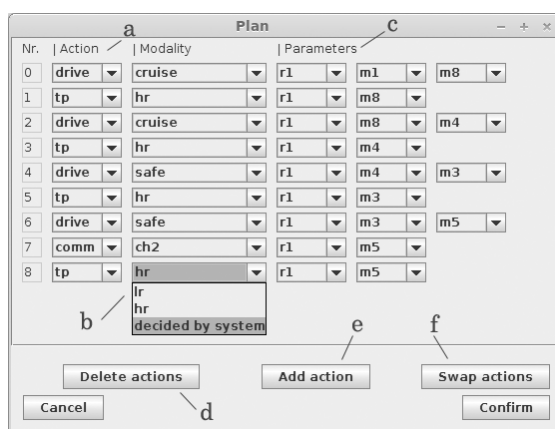 Plan
a
c
Nr. | Action | Modality | Parameters
0 drive cruise r1 m1 m8
1 tp hr r1 m8
2 drive cruise r1 m8 m4
3 tp hr r1 m4
4 drive safe r1 m4 m3
5 tp hr r1 m3
6 drive safe r1 m3 m5
7 comm ch2 r1 m5
8 tp hr r1 m5
lr
hr
decided by system
b
e
f
Delete actions Add action Swap actions
Cancel d Confirm